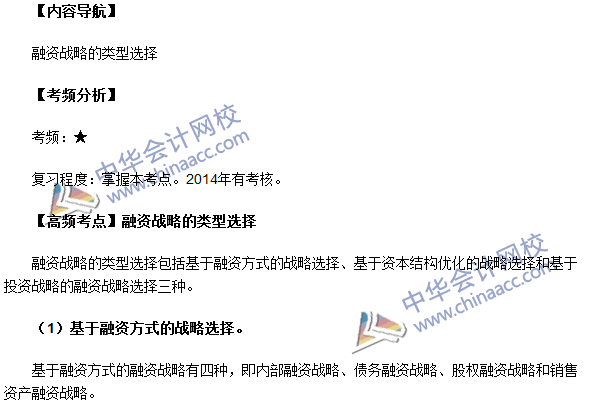 【内容导航】
融资战略的类型选择
【考频分析】
考频：★
复习程度：掌握本考点。2014年有考核。
【高频考点】融资战略的类型选择
融资战略的类型选择包括基于融资方式的战略选择、基于资本结构优化的战略选择和基于
投资战略的融资战略选择三种。
（1）基于融资方式的战略选择。
基于融资方式的融资战略有四种，即内部融资战略、债务融资战略、股权融资战略和销售
资产融资战略。
中华会计网校
www.chinaacc.com
中华会计网校
www.chinaacc.com